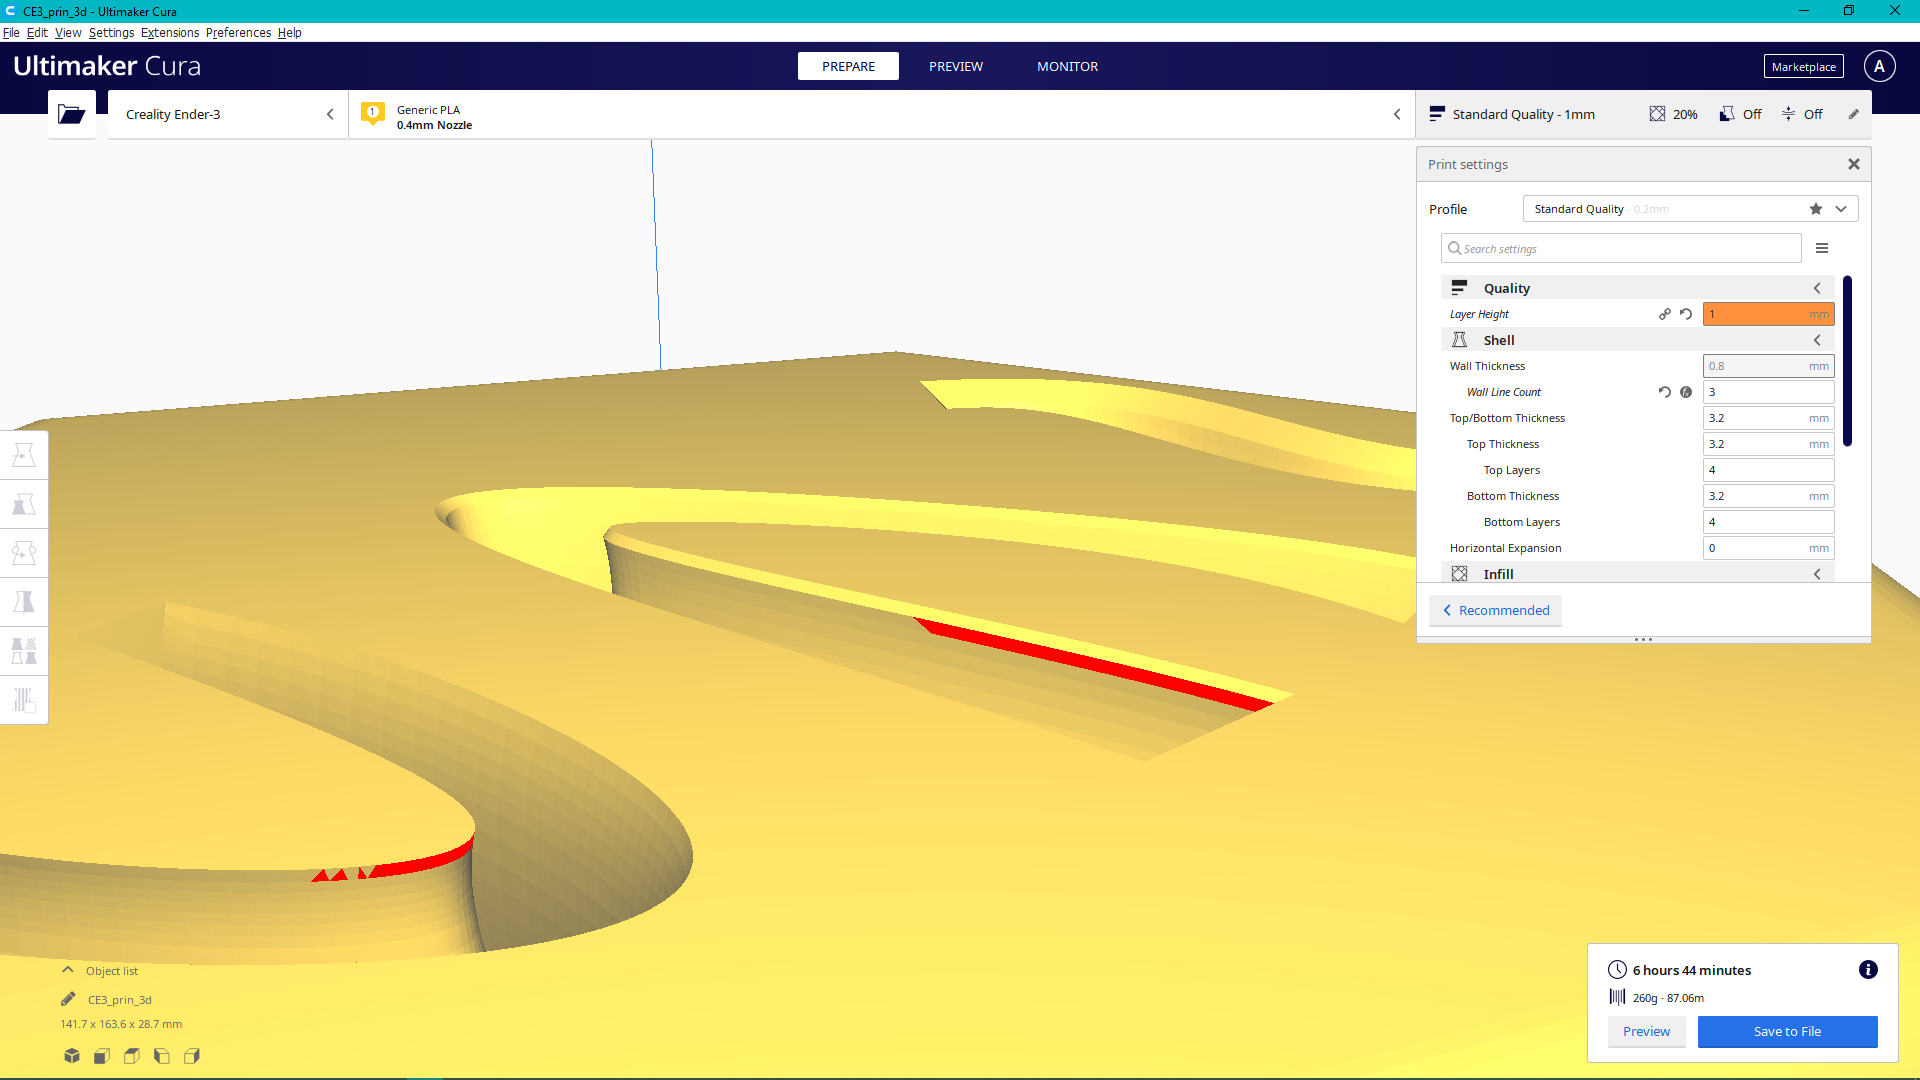 CE3_prin_3d - Ultimaker Cura
File Edit View Settings Extensions Preferences Help
Ultimaker Cura
PREPARE PREVIEW MONITOR
Marketplace A
Creality Ender-3
1 Generic PLA
0.4mm Nozzle
Standard Quality - 1mm 20% Off Off
Print settings
Profile Standard Quality - 0.2mm
Search settings
Quality
Layer Height 1 mm
Shell
Wall Thickness 0.8 mm
Wall Line Count 3
Top/Bottom Thickness 3.2 mm
Top Thickness 3.2 mm
Top Layers 4
Bottom Thickness 3.2 mm
Bottom Layers 4
Horizontal Expansion 0 mm
Infill
Recommended
Object list
CE3_prin_3d
141.7 x 163.6 x 28.7 mm
6 hours 44 minutes
260g · 87.06m
Preview Save to File